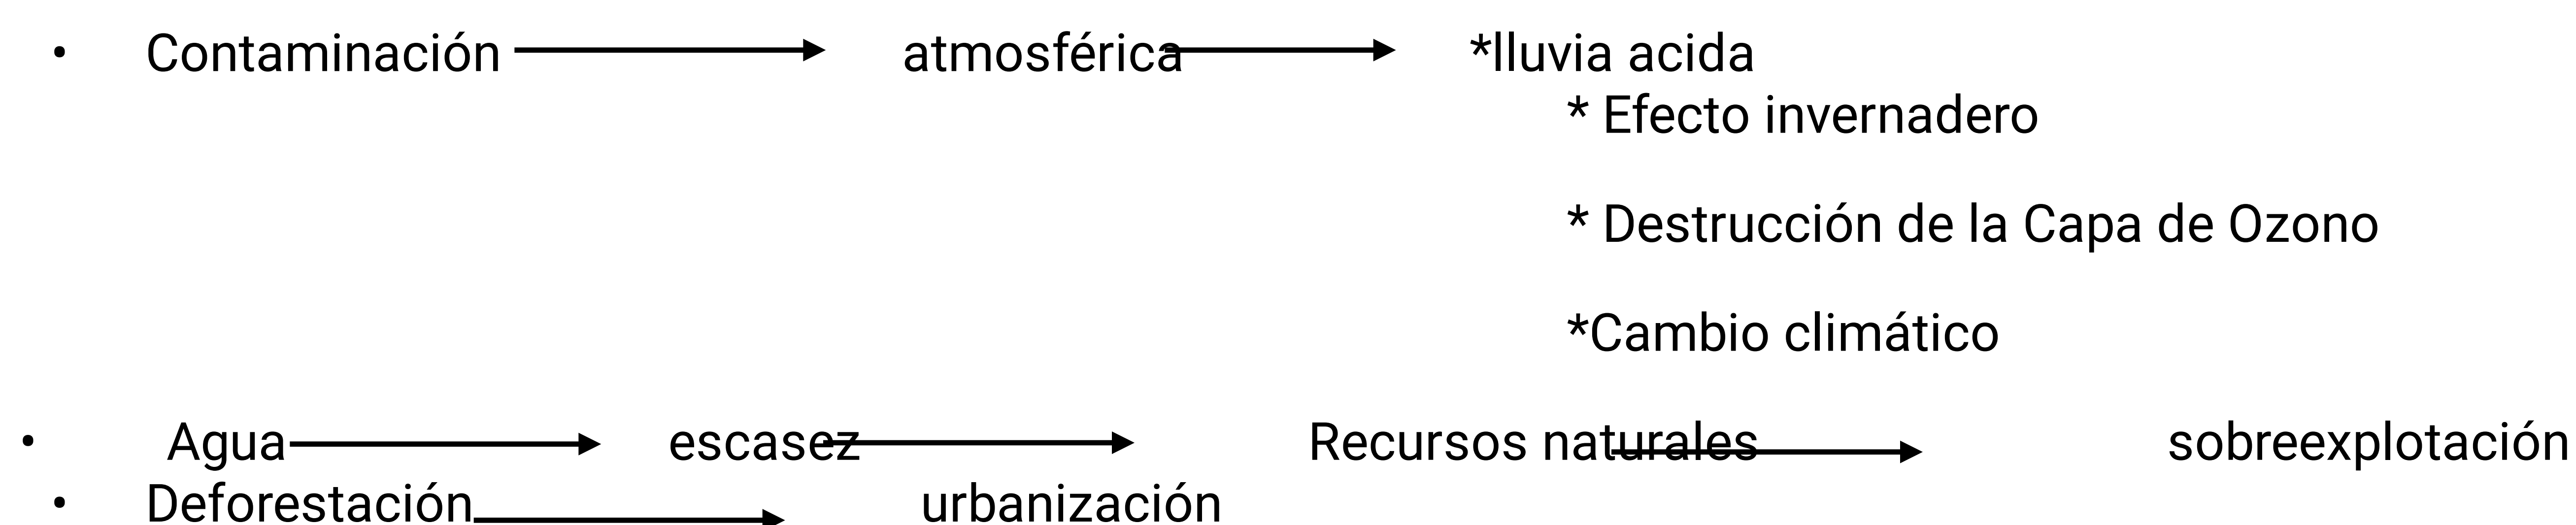 • Contaminación atmosférica *lluvia acida
* Efecto invernadero
* Destrucción de la Capa de Ozono
*Cambio climático
• Agua escasez Recursos naturales sobreexplotación
• Deforestación urbanización